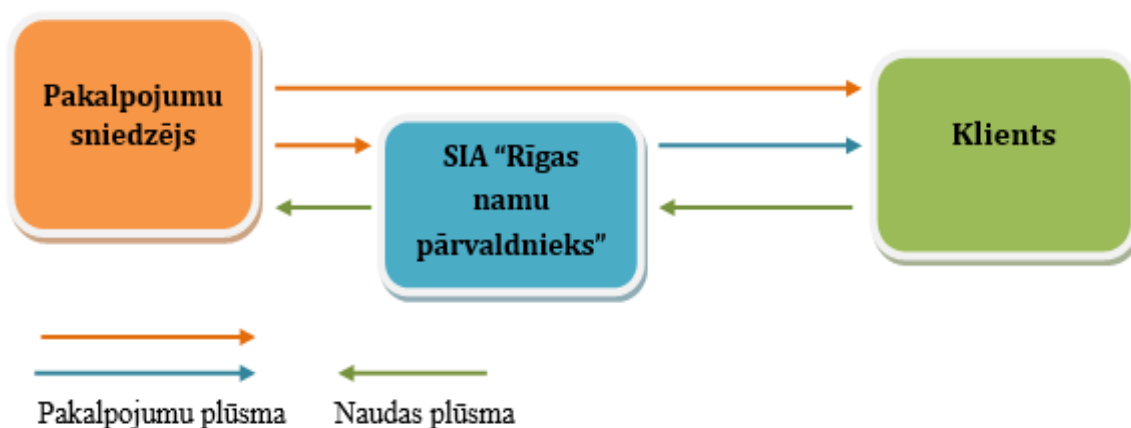 Pakalpojumu
sniedzējs
SIA “Rīgas
namu
pārvaldnieks”
Klients
Pakalpojumu plūsma
Naudas plūsma